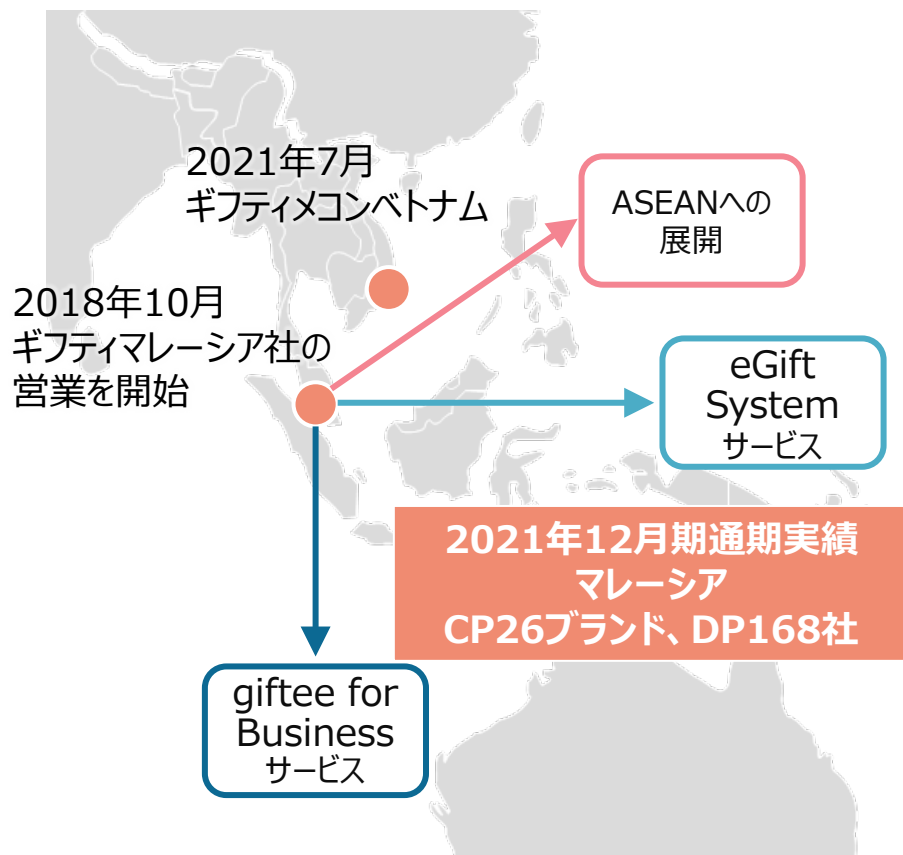 2021年7月
ギフティメコンベトナム
ASEANへの
展開
2018年10月
ギフティマレーシア社の
営業を開始
eGift
System
サービス
2021年12月期通期実績
マレーシア
CP26ブランド、DP168社
giftee for
Business
サービス